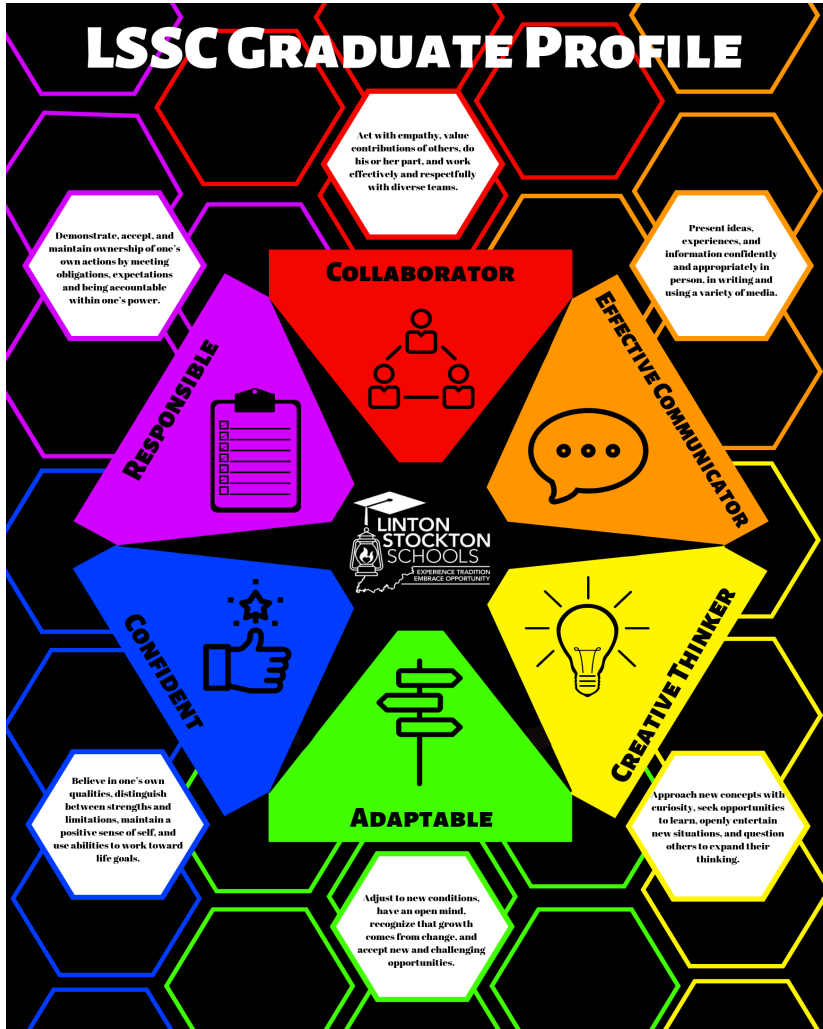 LSSC Graduate Profile
Act with empathy, value
contributions of others, do
his or her part, and work
effectively and respectfully
with diverse teams.
Demonstrate, accept, and
maintain ownership of one's
own actions by meeting
obligations, expectations
and being accountable
within one's power.
Present ideas,
experiences, and
information confidently
and appropriately in
person, in writing and
using a variety of media.
Collaborator
Responsible
Effective Communicator
LINTON
STOCKTON
SCHOOLS
EXPERIENCE TRADITION
EMBRACE OPPORTUNITY
Confident
Creative Thinker
Adaptable
Believe in one's own
qualities, distinguish
between strengths and
limitations, maintain a
positive sense of self, and
use abilities to work toward
life goals.
Approach new concepts with
curiosity, seek opportunities
to learn, openly entertain
new situations, and question
others to expand their
thinking.
Adjust to new conditions,
have an open mind,
recognize that growth
comes from change, and
accept new and challenging
opportunities.